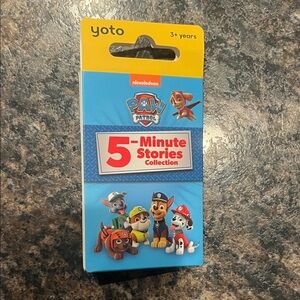 yoto
3+ years
nickelodeon
PAW
PATROL
5-Minute
Stories
Collection